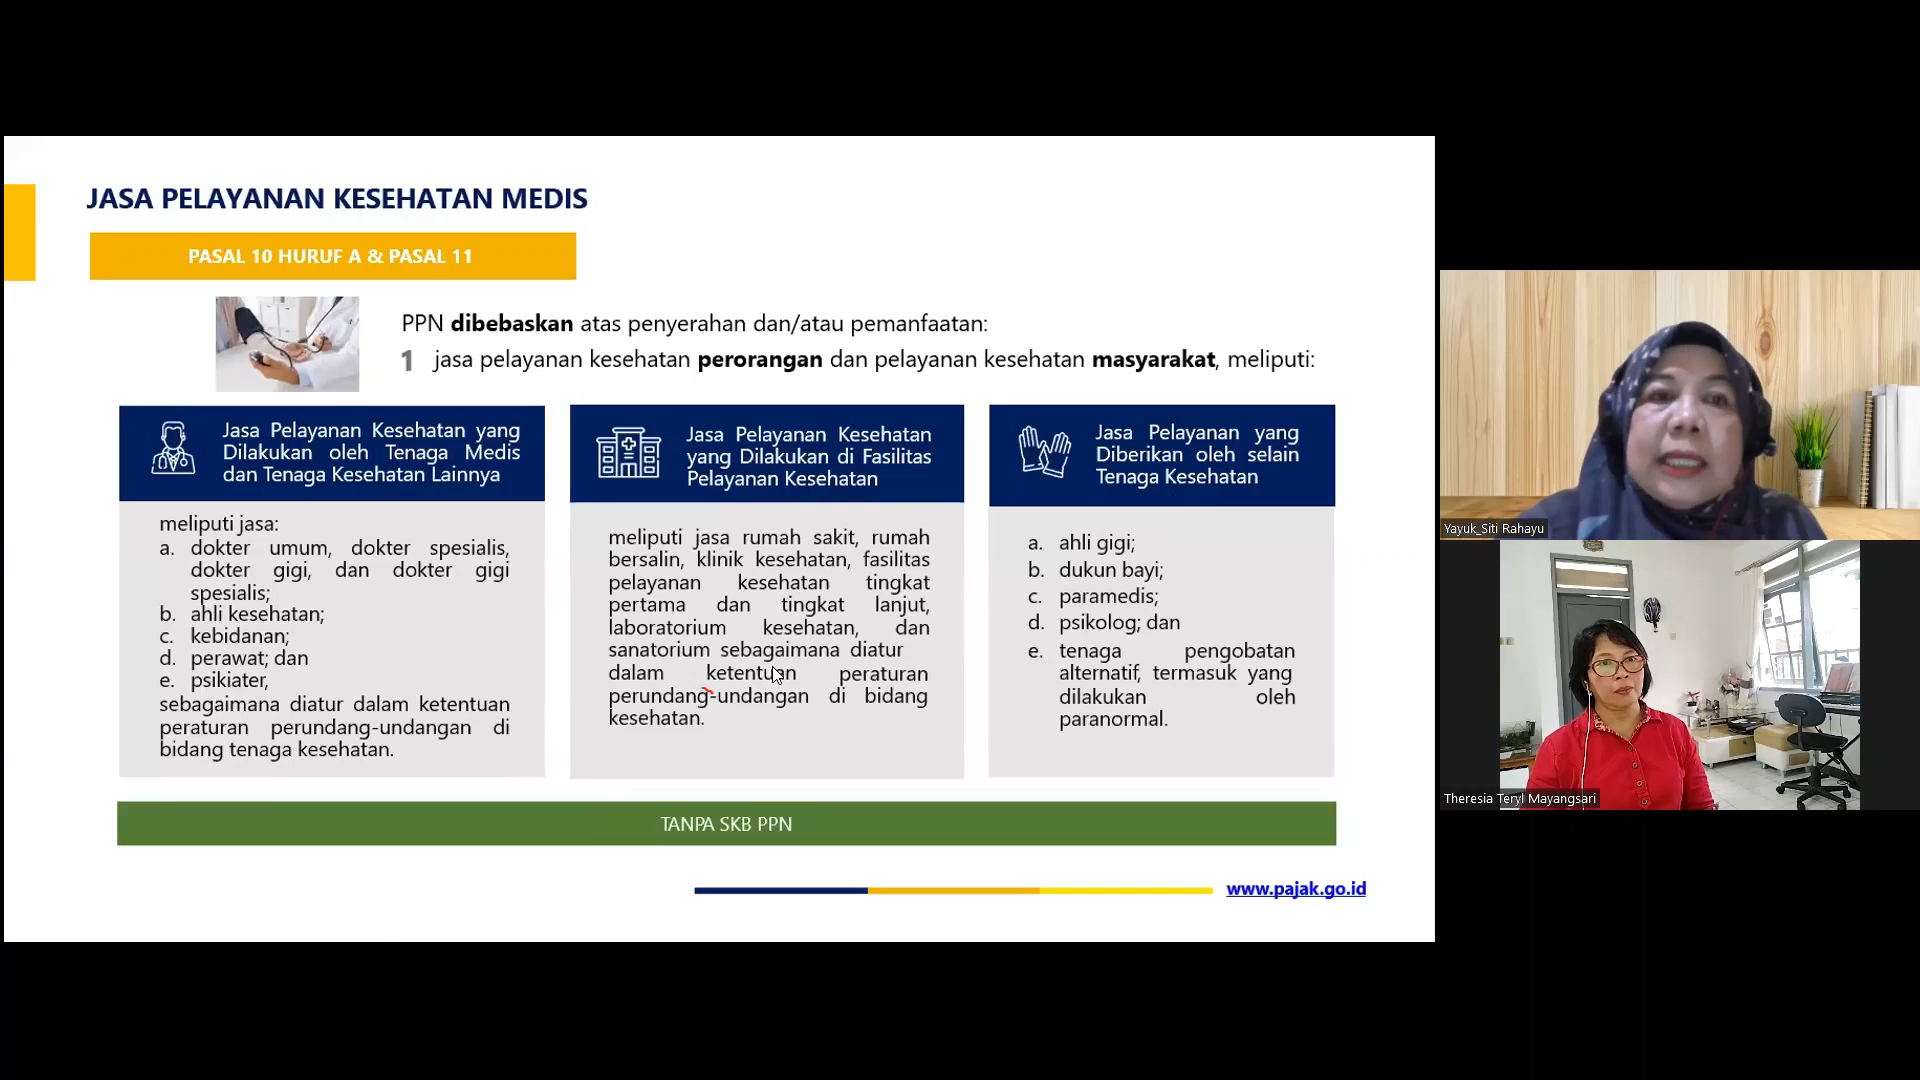 JASA PELAYANAN KESEHATAN MEDIS
PASAL 10 HURUF A & PASAL 11
PPN dibebaskan atas penyerahan dan/atau pemanfaatan:
1 jasa pelayanan kesehatan perorangan dan pelayanan kesehatan masyarakat, meliputi:
Jasa Pelayanan Kesehatan yang
Dilakukan oleh Tenaga Medis
dan Tenaga Kesehatan Lainnya
meliputi jasa:
a. dokter umum, dokter spesialis,
dokter gigi, dan dokter gigi
spesialis;
b. ahli kesehatan;
c. kebidanan;
d. perawat; dan
e. psikiater,
sebagaimana diatur dalam ketentuan
peraturan perundang-undangan di
bidang tenaga kesehatan.
Jasa Pelayanan Kesehatan
yang Dilakukan di Fasilitas
Pelayanan Kesehatan
meliputi jasa rumah sakit, rumah
bersalin, klinik kesehatan, fasilitas
pelayanan kesehatan tingkat
pertama dan tingkat lanjut,
laboratorium kesehatan, dan
sanatorium sebagaimana diatur
dalam ketentuan peraturan
perundang-undangan di bidang
kesehatan.
Jasa Pelayanan yang
Diberikan oleh selain
Tenaga Kesehatan
a. ahli gigi;
b. dukun bayi;
c. paramedis;
d. psikolog; dan
e. tenaga pengobatan
alternatif, termasuk yang
dilakukan oleh
paranormal.
TANPA SKB PPN
www.pajak.go.id
Yayuk_Siti Rahayu
Theresia Teryl Mayangsari